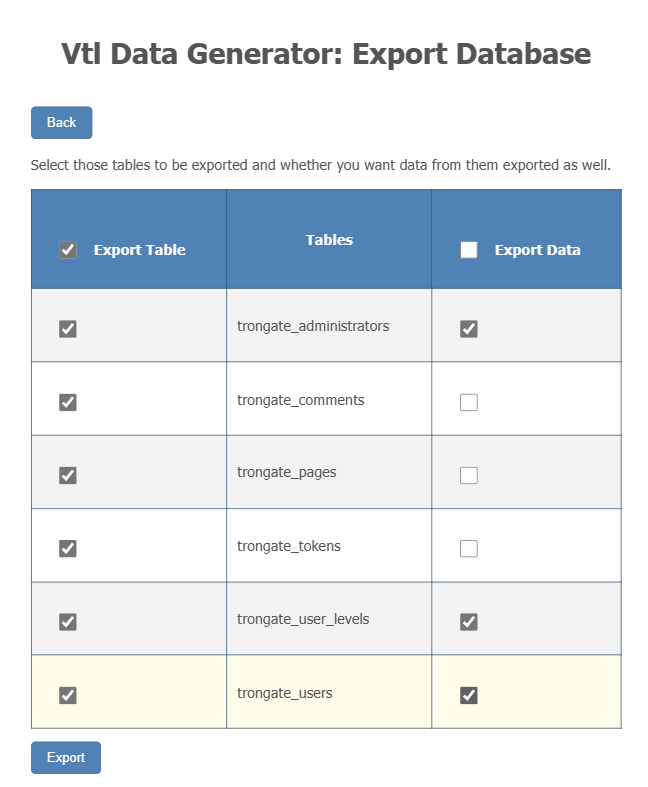 Vtl Data Generator: Export Database
Back
Select those tables to be exported and whether you want data from them exported as well.
Export Table
Tables
Export Data
trongate_administrators
trongate_comments
trongate_pages
trongate_tokens
trongate_user_levels
trongate_users
Export